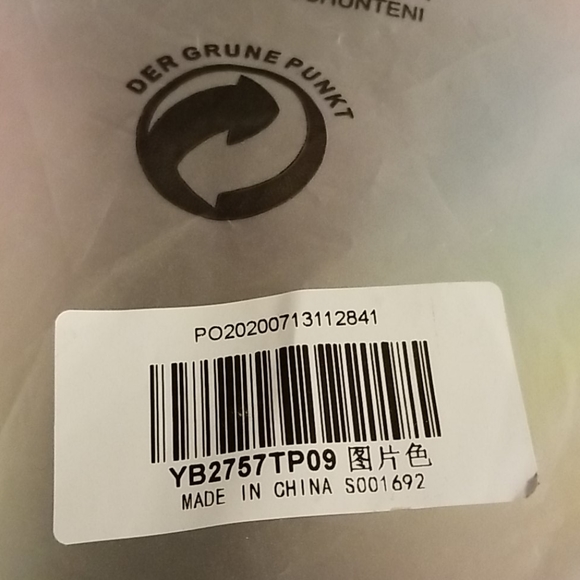 DER GRUNE PUNKT
PO20200713112841
YB2757TP09 图片色
MADE IN CHINA S001692